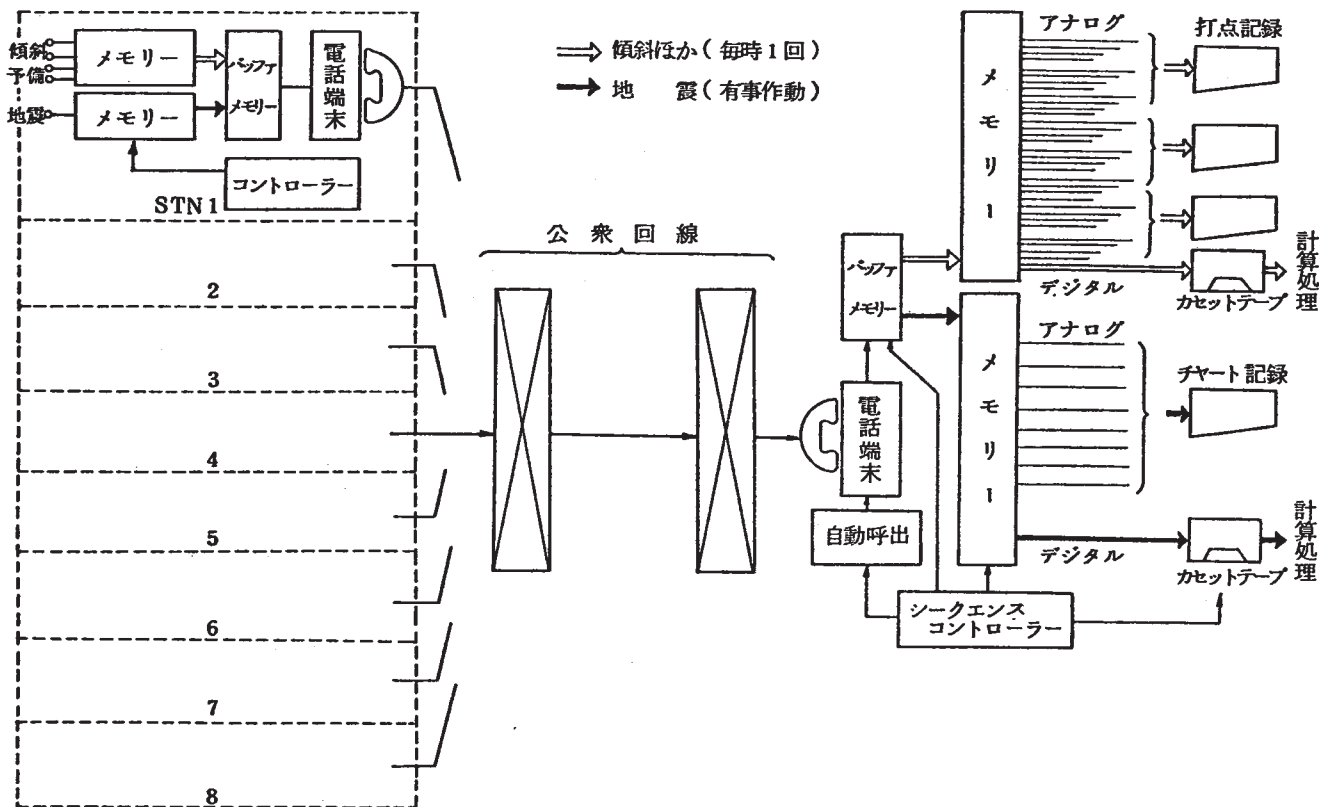 傾斜
予備
地震
メモリー
メモリー
バッファ
メモリー
電話端末
コントローラー
STN1
2
3
4
5
6
7
8
傾斜ほか(毎時1回)
地 震(有事作動)
公衆回線
電話端末
自動呼出
バッファ
メモリー
シークエンス
コントローラー
メモリー
アナログ
デジタル
打点記録
カセットテープ
計算処理
メモリー
アナログ
デジタル
チャート記録
カセットテープ
計算処理